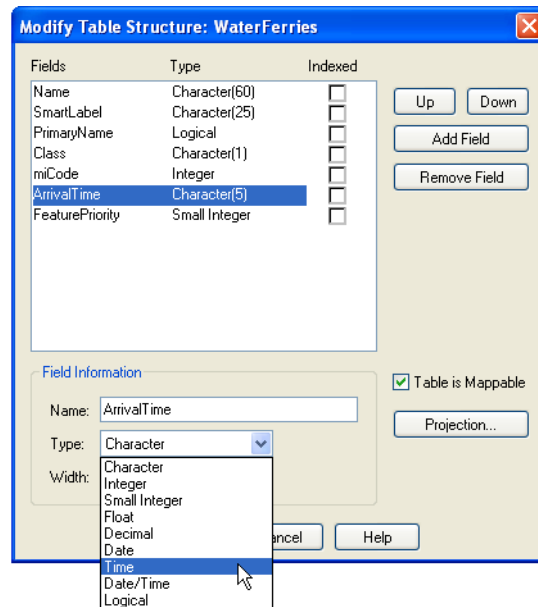 Modify Table Structure: WaterFerries
Fields Type Indexed
Name Character(60)
SmartLabel Character(25)
PrimaryName Logical
Class Character(1)
miCode Integer
ArrivalTime Character(5)
FeaturePriority Small Integer
Up Down
Add Field
Remove Field
Field Information
Table is Mappable
Name: ArrivalTime
Projection...
Type: Character
Width:
Character
Integer
Small Integer
Float
Decimal
Date
Time
Date/Time
Logical
ancel Help